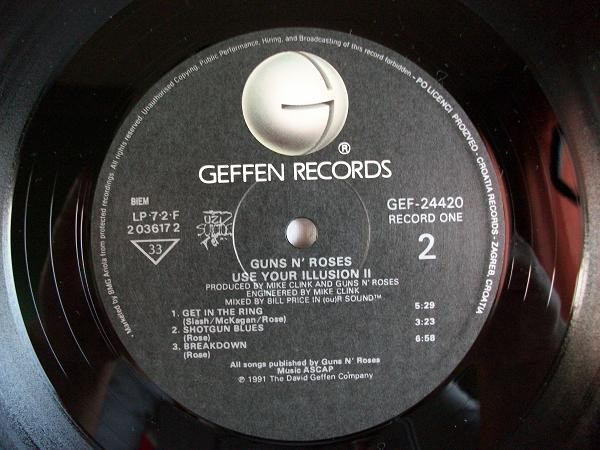 · Marketed by BMG Ariola from protected recordings. All rights reserved. Unauthorised Copying, Public Performance, Hiring, and Broadcasting of this record forbidden · PO LICENCI PROIZVEO · CROATIA RECORDS · ZAGREB, CROATIA
G
®
GEFFEN RECORDS
BIEM
LP·7·2·F
2 03617 2
33
GEF-24420
RECORD ONE
2
GUNS N' ROSES
USE YOUR ILLUSION II
PRODUCED BY MIKE CLINK AND GUNS N' ROSES
ENGINEERED BY MIKE CLINK
MIXED BY BILL PRICE IN (ou)R SOUND™
1. GET IN THE RING 5:29
(Slash/McKagan/Rose)
2. SHOTGUN BLUES 3:23
(Rose)
3. BREAKDOWN 6:58
(Rose)
All songs published by Guns N' Roses
Music ASCAP
℗ 1991 The David Geffen Company